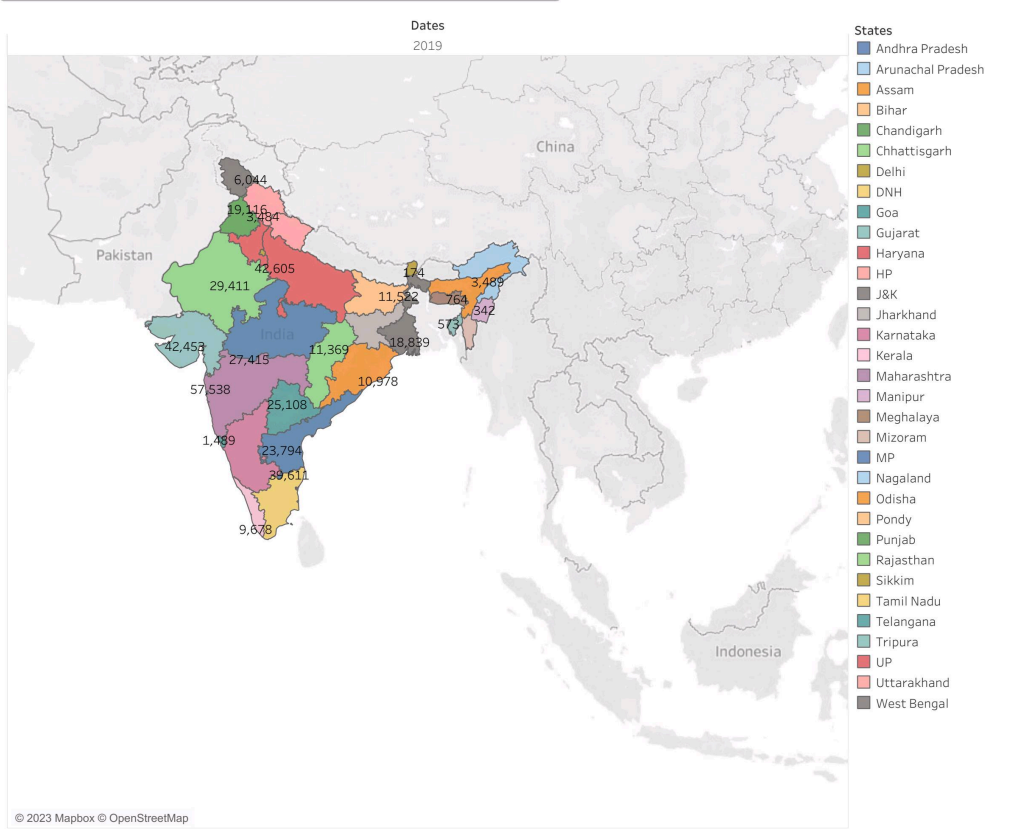 Dates
2019
States
Andhra Pradesh
Arunachal Pradesh
Assam
Bihar
Chandigarh
Chhattisgarh
Delhi
DNH
Goa
Gujarat
Haryana
HP
J&K
Jharkhand
Karnataka
Kerala
Maharashtra
Manipur
Meghalaya
Mizoram
MP
Nagaland
Odisha
Pondy
Punjab
Rajasthan
Sikkim
Tamil Nadu
Telangana
Tripura
UP
Uttarakhand
West Bengal
China
6,044
19,116
3,484
Pakistan
42,605
174
29,411
3,489
11,522
764
342
573
India
18,839
42,453
11,369
27,415
10,978
57,538
25,108
1,489
23,794
39,611
9,678
Indonesia
© 2023 Mapbox © OpenStreetMap